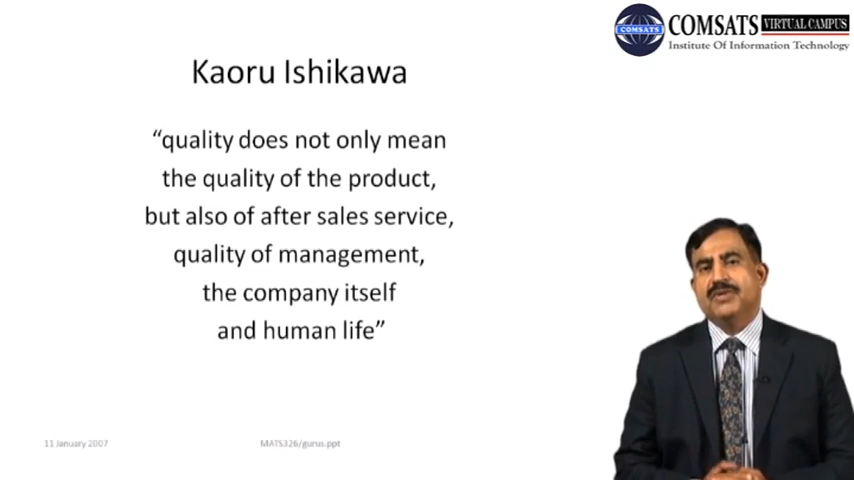 COMSATS VIRTUAL CAMPUS
Institute Of Information Technology
COMSATS
Kaoru Ishikawa
“quality does not only mean
the quality of the product,
but also of after sales service,
quality of management,
the company itself
and human life”
11 January 2007
MATS326/gurus.ppt